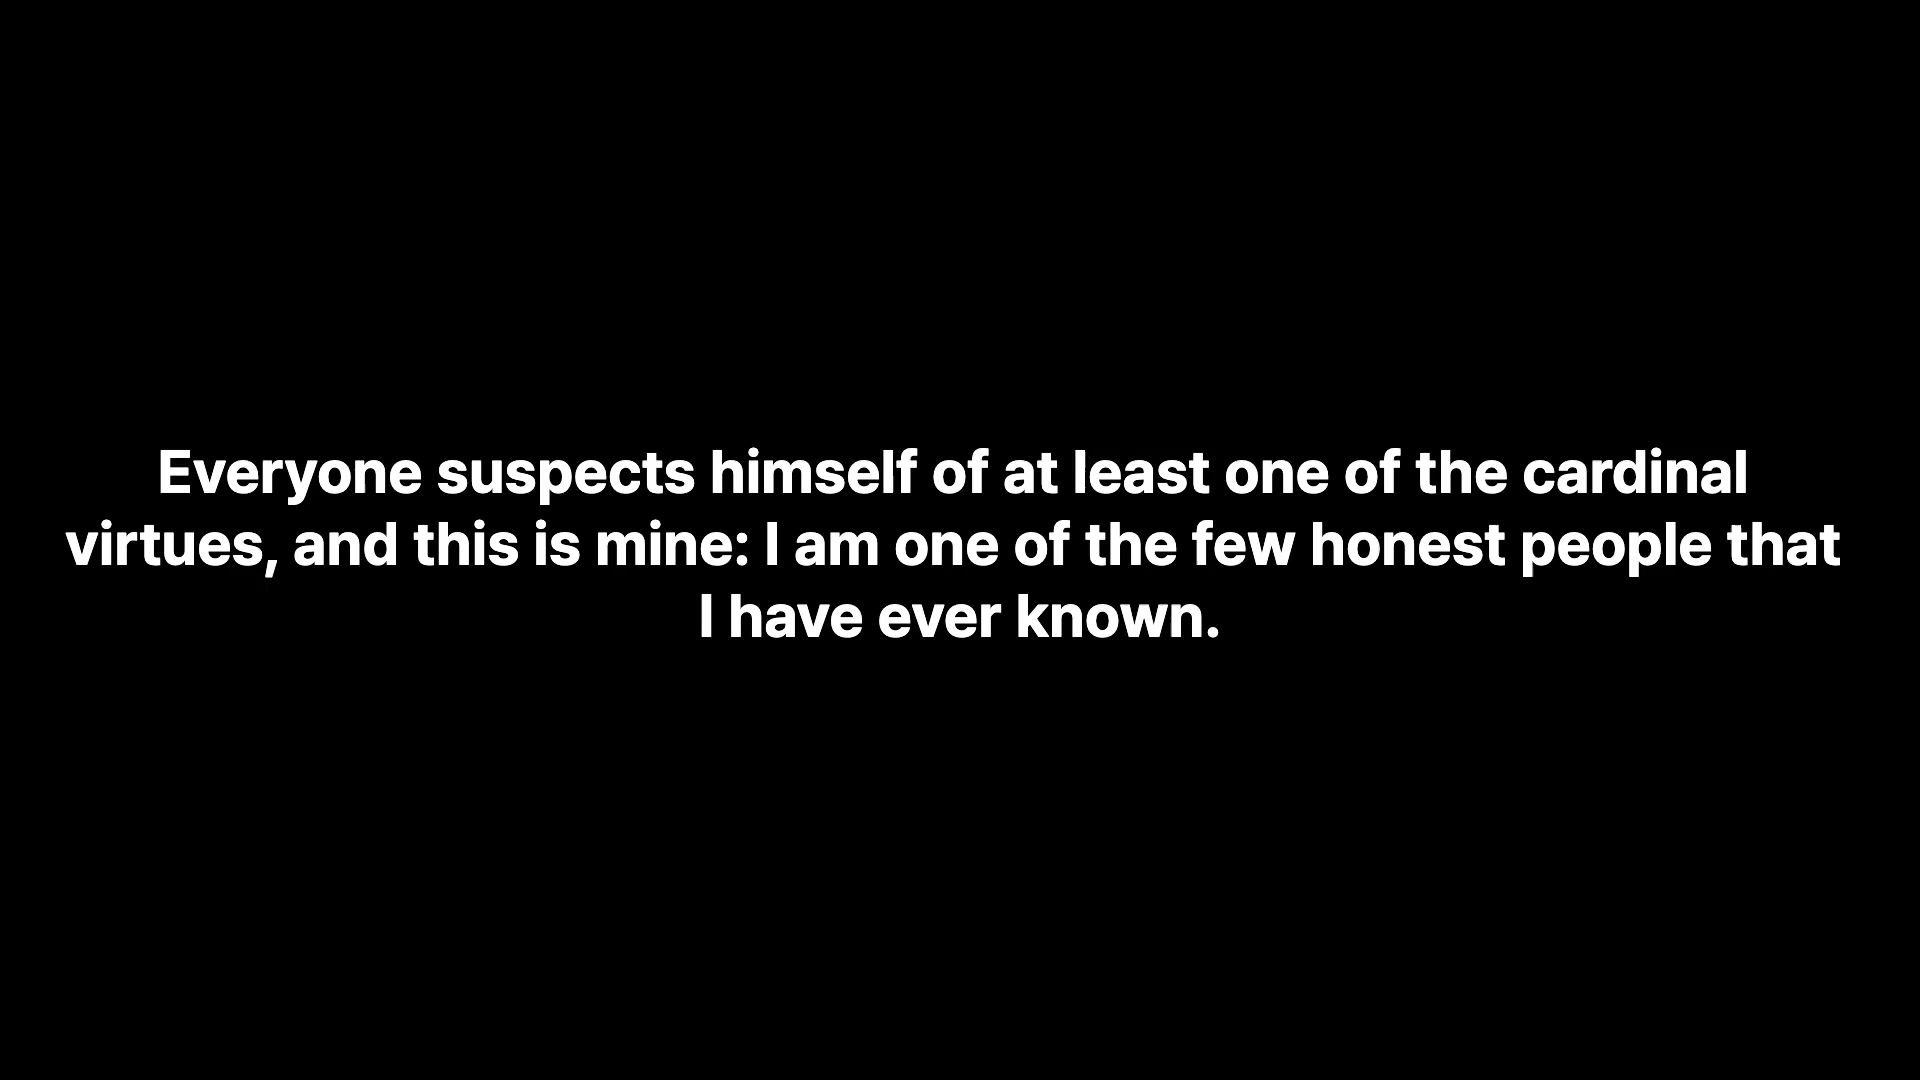 Everyone suspects himself of at least one of the cardinal
virtues, and this is mine: I am one of the few honest people that
I have ever known.